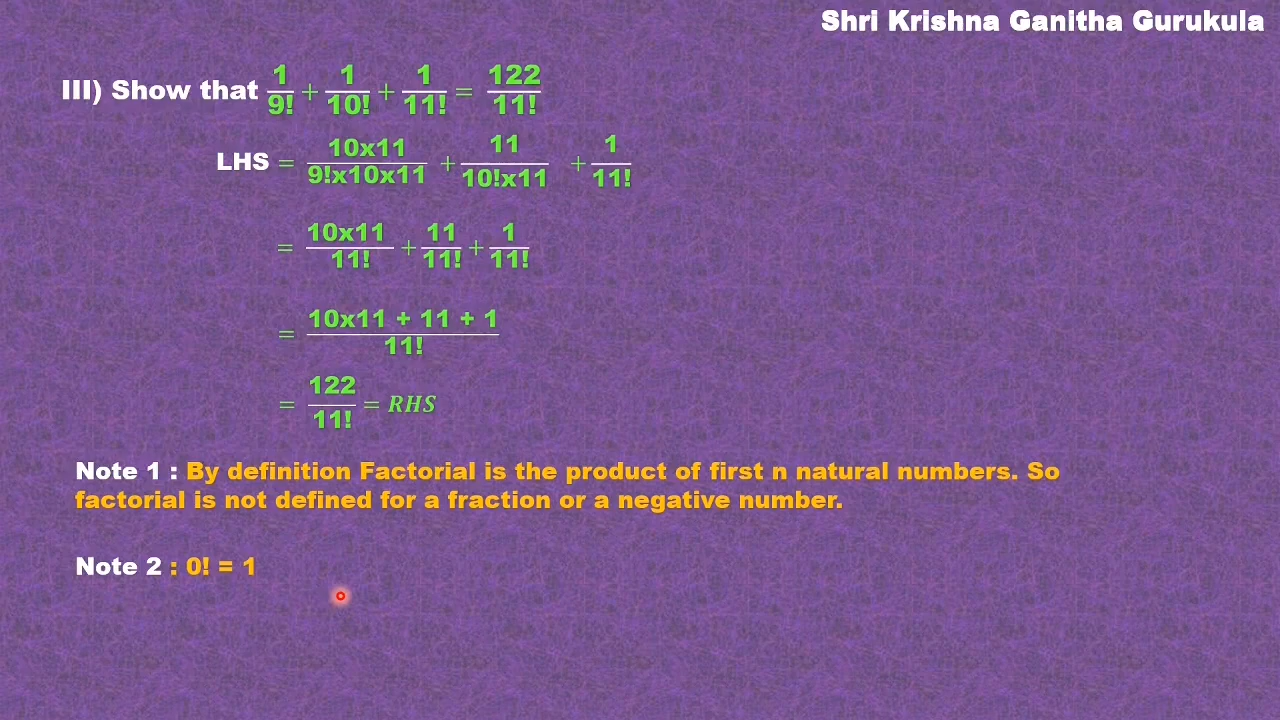 Shri Krishna Ganitha Gurukula
III) Show that 1/9! + 1/10! + 1/11! = 122/11!
LHS = 10x11/9!x10x11 + 11/10!x11 + 1/11!
= 10x11/11! + 11/11! + 1/11!
= 10x11 + 11 + 1/11!
= 122/11! = RHS
Note 1 : By definition Factorial is the product of first n natural numbers. So
factorial is not defined for a fraction or a negative number.
Note 2 : 0! = 1